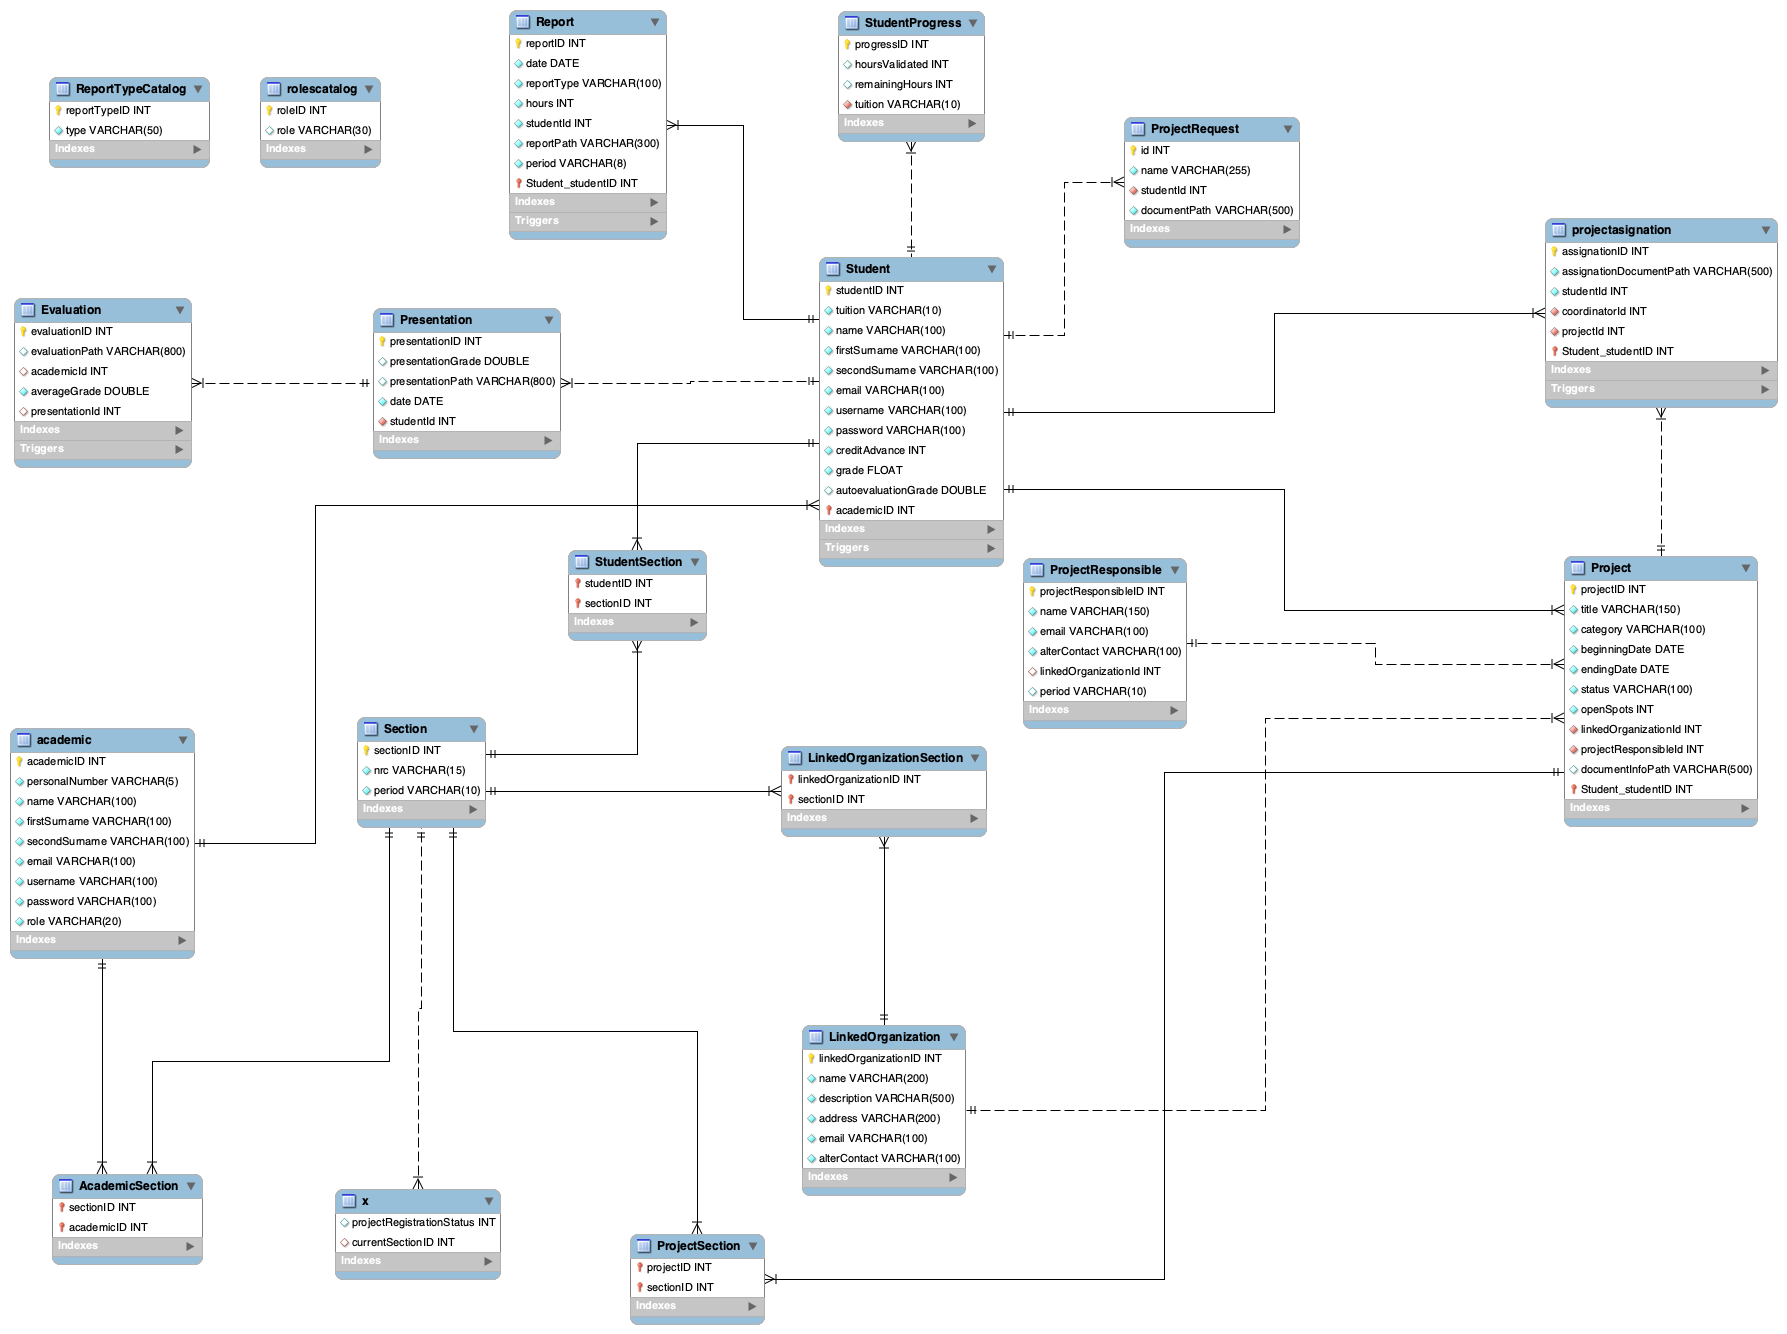 Report
reportID INT
date DATE
reportType VARCHAR(100)
hours INT
studentId INT
reportPath VARCHAR(300)
period VARCHAR(8)
Student_studentID INT
Indexes
Triggers
StudentProgress
progressID INT
hoursValidated INT
remainingHours INT
tuition VARCHAR(10)
Indexes
ReportTypeCatalog
reportTypeID INT
type VARCHAR(50)
Indexes
rolescatalog
roleID INT
role VARCHAR(30)
Indexes
ProjectRequest
id INT
name VARCHAR(255)
studentId INT
documentPath VARCHAR(500)
Indexes
projectasignation
assignationID INT
assignationDocumentPath VARCHAR(500)
studentId INT
coordinatorId INT
projectId INT
Student_studentID INT
Indexes
Triggers
Student
studentID INT
tuition VARCHAR(10)
name VARCHAR(100)
firstSurname VARCHAR(100)
secondSurname VARCHAR(100)
email VARCHAR(100)
username VARCHAR(100)
password VARCHAR(100)
creditAdvance INT
grade FLOAT
autoevaluationGrade DOUBLE
academicID INT
Indexes
Triggers
Evaluation
evaluationID INT
evaluationPath VARCHAR(800)
academicId INT
averageGrade DOUBLE
presentationId INT
Indexes
Triggers
Presentation
presentationID INT
presentationGrade DOUBLE
presentationPath VARCHAR(800)
date DATE
studentId INT
Indexes
StudentSection
studentID INT
sectionID INT
Indexes
ProjectResponsible
projectResponsibleID INT
name VARCHAR(150)
email VARCHAR(100)
alterContact VARCHAR(100)
linkedOrganizationId INT
period VARCHAR(10)
Indexes
Project
projectID INT
title VARCHAR(150)
category VARCHAR(100)
beginningDate DATE
endingDate DATE
status VARCHAR(100)
openSpots INT
linkedOrganizationId INT
projectResponsibleId INT
documentInfoPath VARCHAR(500)
Student_studentID INT
Indexes
academic
academicID INT
personalNumber VARCHAR(5)
name VARCHAR(100)
firstSurname VARCHAR(100)
secondSurname VARCHAR(100)
email VARCHAR(100)
username VARCHAR(100)
password VARCHAR(100)
role VARCHAR(20)
Indexes
Section
sectionID INT
nrc VARCHAR(15)
period VARCHAR(10)
Indexes
LinkedOrganizationSection
linkedOrganizationID INT
sectionID INT
Indexes
LinkedOrganization
linkedOrganizationID INT
name VARCHAR(200)
description VARCHAR(500)
address VARCHAR(200)
email VARCHAR(100)
alterContact VARCHAR(100)
Indexes
AcademicSection
sectionID INT
academicID INT
Indexes
x
projectRegistrationStatus INT
currentSectionID INT
Indexes
ProjectSection
projectID INT
sectionID INT
Indexes